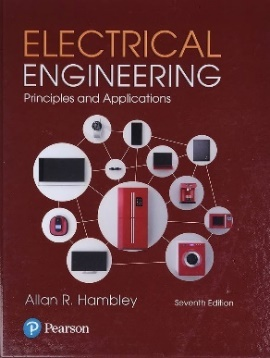 ELECTRICAL
ENGINEERING
Principles and Applications
Allan R. Hambley
Seventh Edition
Pearson